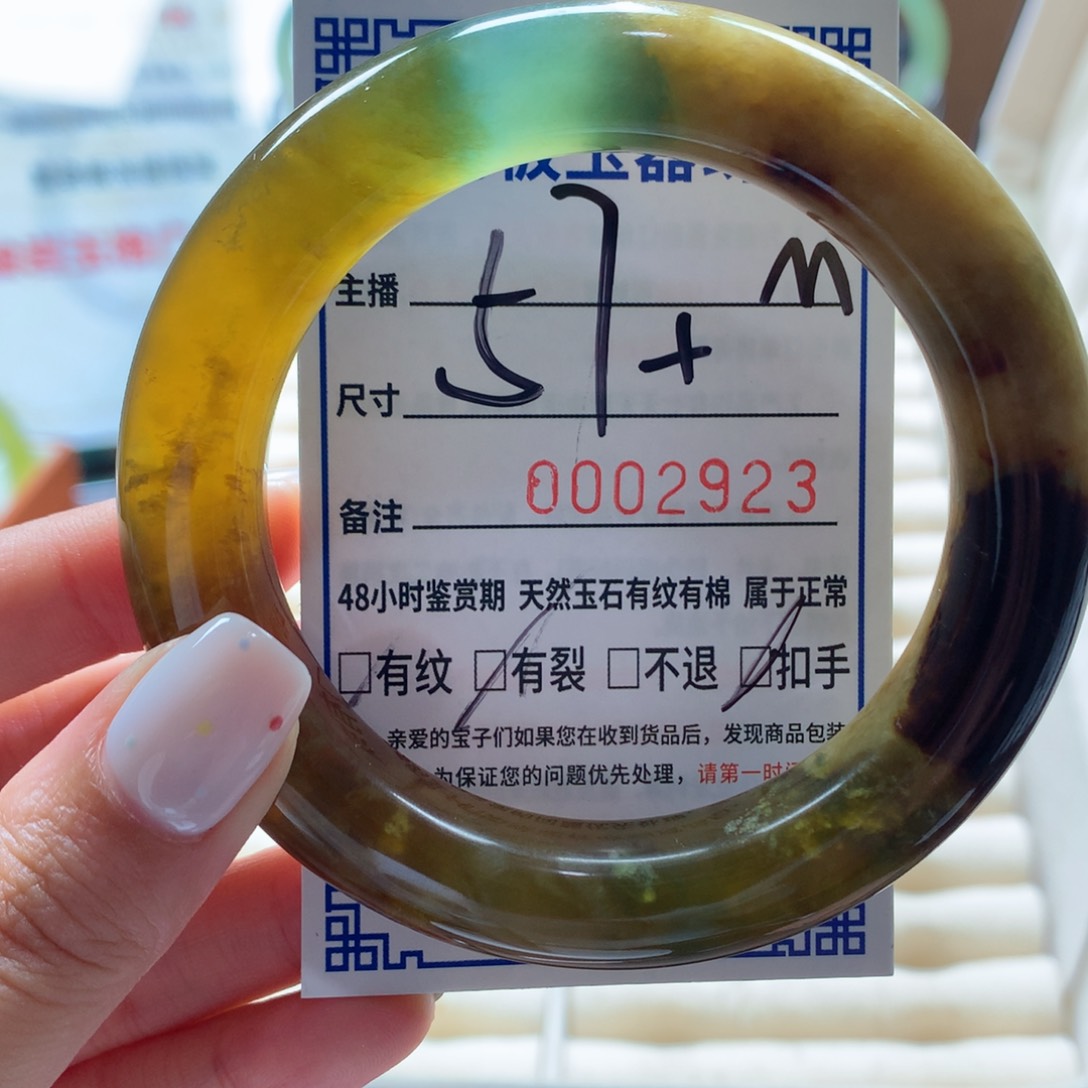 玉器
M
主播
57+
尺寸
备注 0002923
48小时鉴赏期 天然玉石有纹有棉 属于正常
□有纹 □有裂 □不退 □扣手
亲爱的宝子们如果您在收到货品后，发现商品包装
为保证您的问题优先处理，请第一时